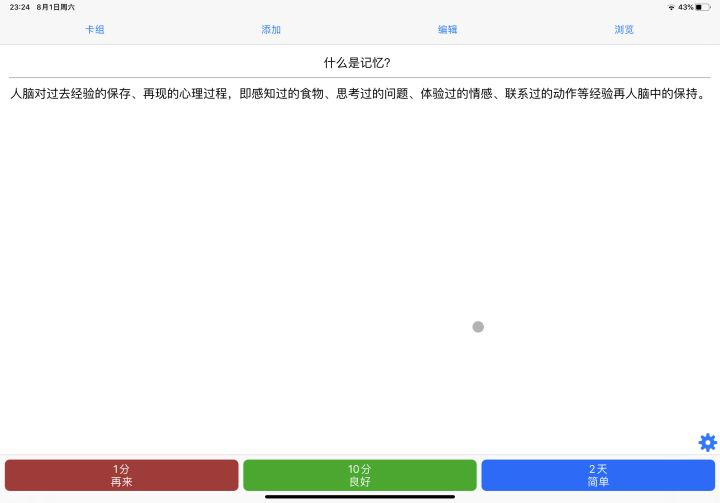 23:24 8月1日周六 43%
卡组 添加 编辑 浏览
什么是记忆?
人脑对过去经验的保存、再现的心理过程，即感知过的食物、思考过的问题、体验过的情感、联系过的动作等经验再人脑中的保持。
1分 10分 2天
再来 良好 简单